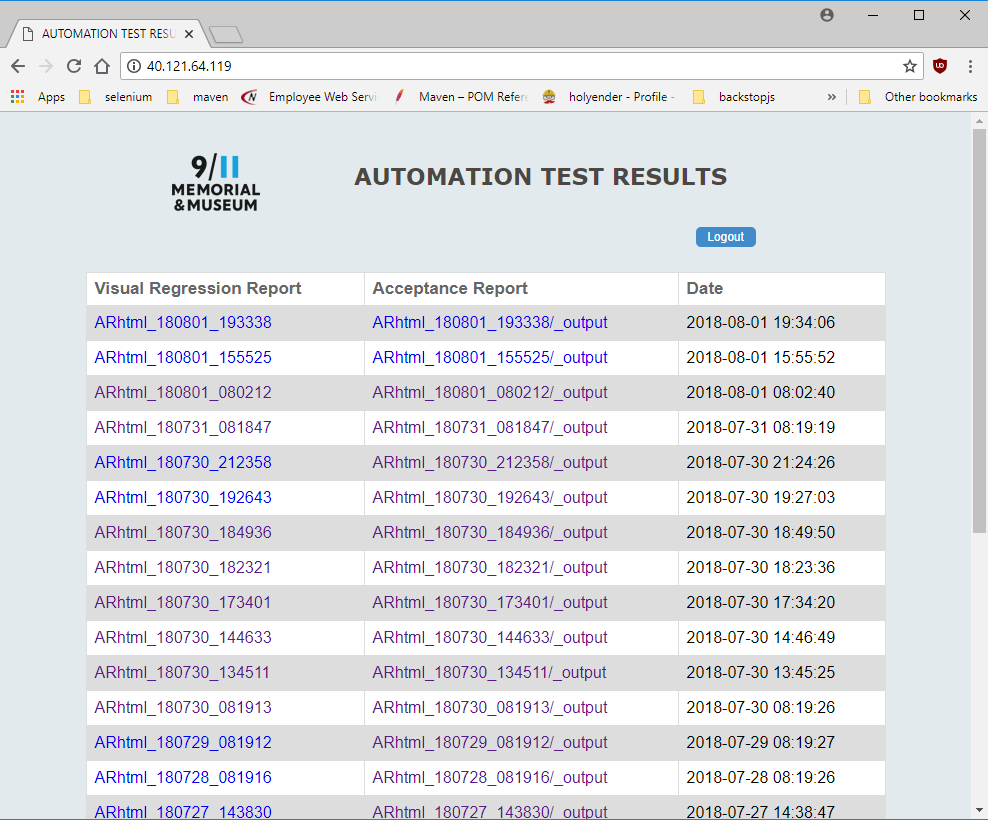 AUTOMATION TEST RESU
40.121.64.119
Apps selenium maven Employee Web Servi Maven – POM Refere holyender - Profile - backstopjs » Other bookmarks
9/11
MEMORIAL
& MUSEUM
AUTOMATION TEST RESULTS
Logout
Visual Regression Report Acceptance Report Date
ARhtml_180801_193338 ARhtml_180801_193338/_output 2018-08-01 19:34:06
ARhtml_180801_155525 ARhtml_180801_155525/_output 2018-08-01 15:55:52
ARhtml_180801_080212 ARhtml_180801_080212/_output 2018-08-01 08:02:40
ARhtml_180731_081847 ARhtml_180731_081847/_output 2018-07-31 08:19:19
ARhtml_180730_212358 ARhtml_180730_212358/_output 2018-07-30 21:24:26
ARhtml_180730_192643 ARhtml_180730_192643/_output 2018-07-30 19:27:03
ARhtml_180730_184936 ARhtml_180730_184936/_output 2018-07-30 18:49:50
ARhtml_180730_182321 ARhtml_180730_182321/_output 2018-07-30 18:23:36
ARhtml_180730_173401 ARhtml_180730_173401/_output 2018-07-30 17:34:20
ARhtml_180730_144633 ARhtml_180730_144633/_output 2018-07-30 14:46:49
ARhtml_180730_134511 ARhtml_180730_134511/_output 2018-07-30 13:45:25
ARhtml_180730_081913 ARhtml_180730_081913/_output 2018-07-30 08:19:26
ARhtml_180729_081912 ARhtml_180729_081912/_output 2018-07-29 08:19:27
ARhtml_180728_081916 ARhtml_180728_081916/_output 2018-07-28 08:19:26
ARhtml_180727_143830 ARhtml_180727_143830/_output 2018-07-27 14:38:47